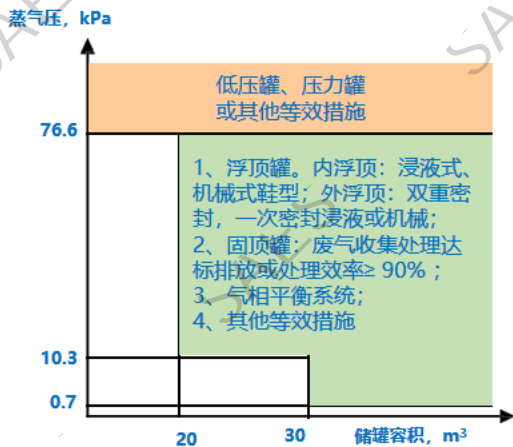 蒸气压，kPa
低压罐、压力罐
或其他等效措施
76.6
1、浮顶罐。内浮顶：浸液式、
机械式鞋型；外浮顶：双重密
封，一次密封浸液或机械；
2、固顶罐：废气收集处理达
标排放或处理效率≥ 90%；
3、气相平衡系统；
4、其他等效措施
10.3
0.7
20
30
储罐容积，m³
SAES